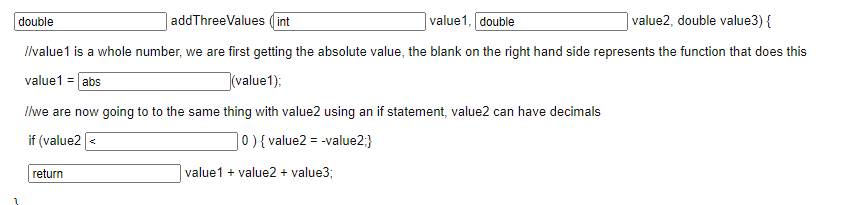 double addThreeValues ( int value1, double value2, double value3) {
//value1 is a whole number, we are first getting the absolute value, the blank on the right hand side represents the function that does this
value1 = abs (value1);
//we are now going to to the same thing with value2 using an if statement, value2 can have decimals
if (value2 < 0 ) { value2 = -value2;}
return value1 + value2 + value3;
}